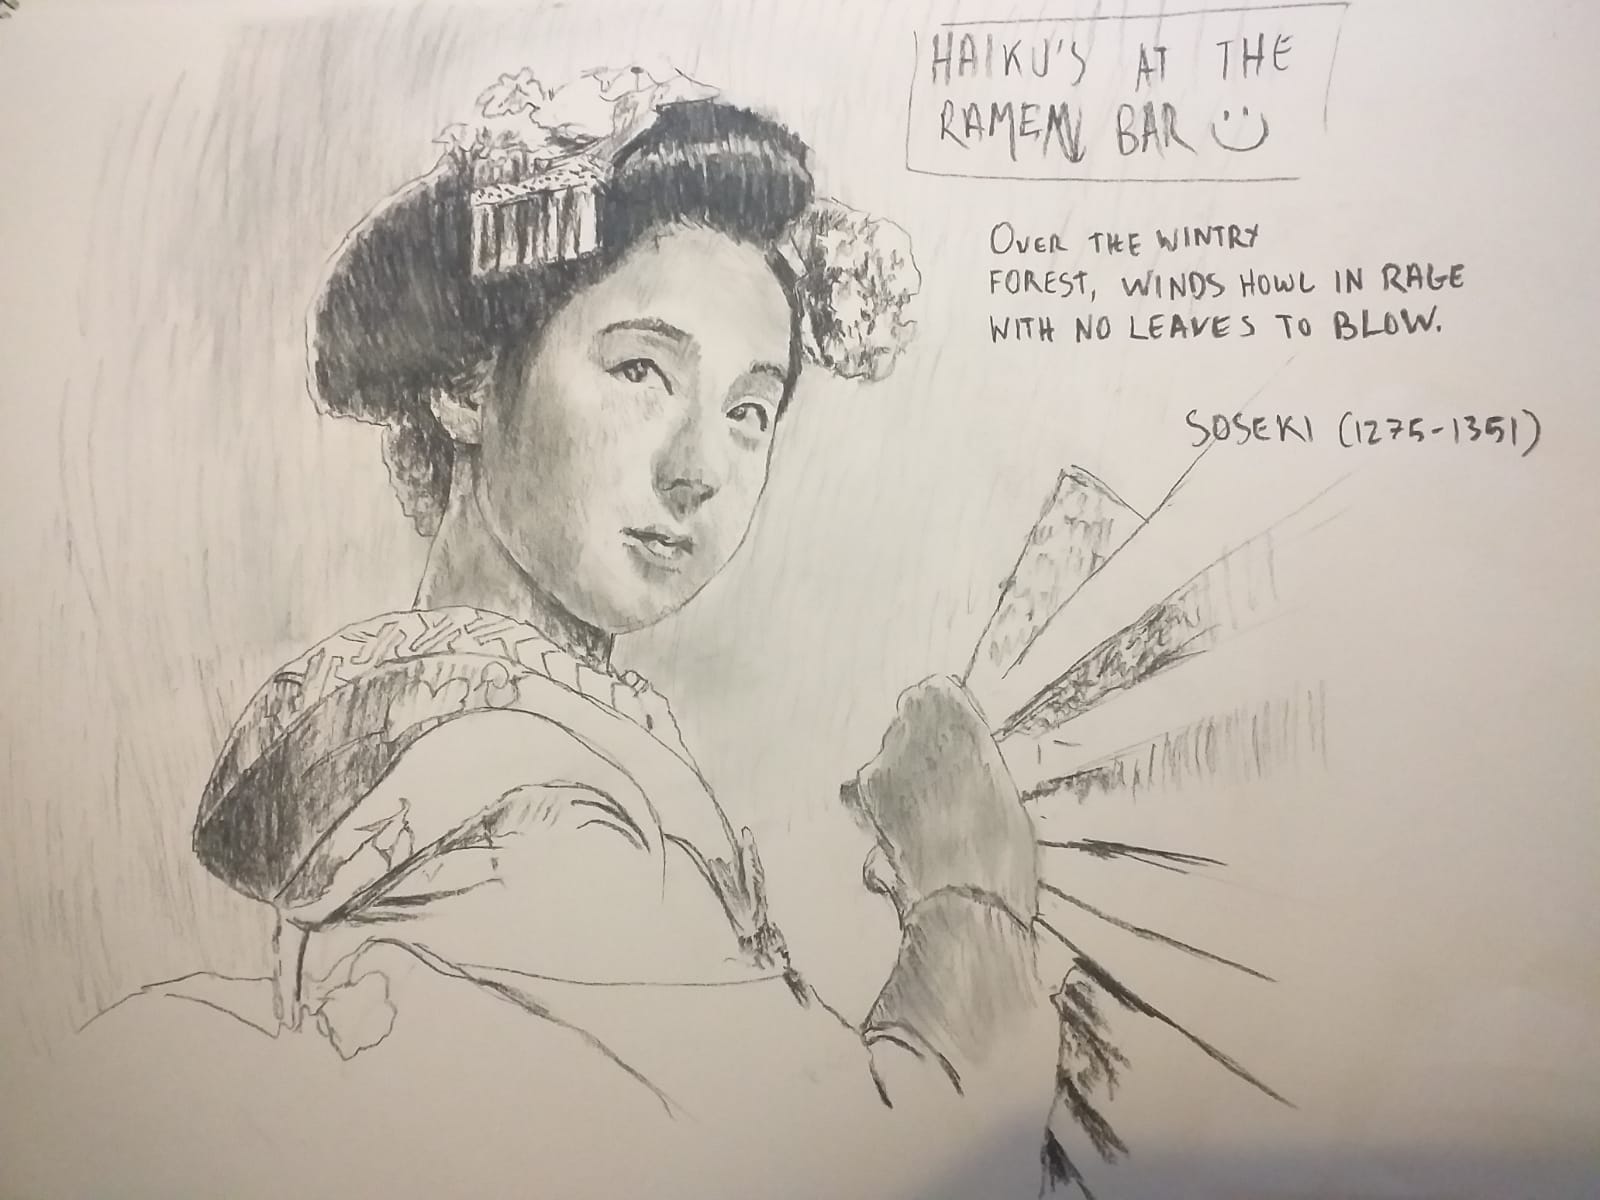 HAIKU'S AT THE
RAMEN BAR
OVER THE WINTRY
FOREST, WINDS HOWL IN RAGE
WITH NO LEAVES TO BLOW.
SOSEKI (1275-1351)